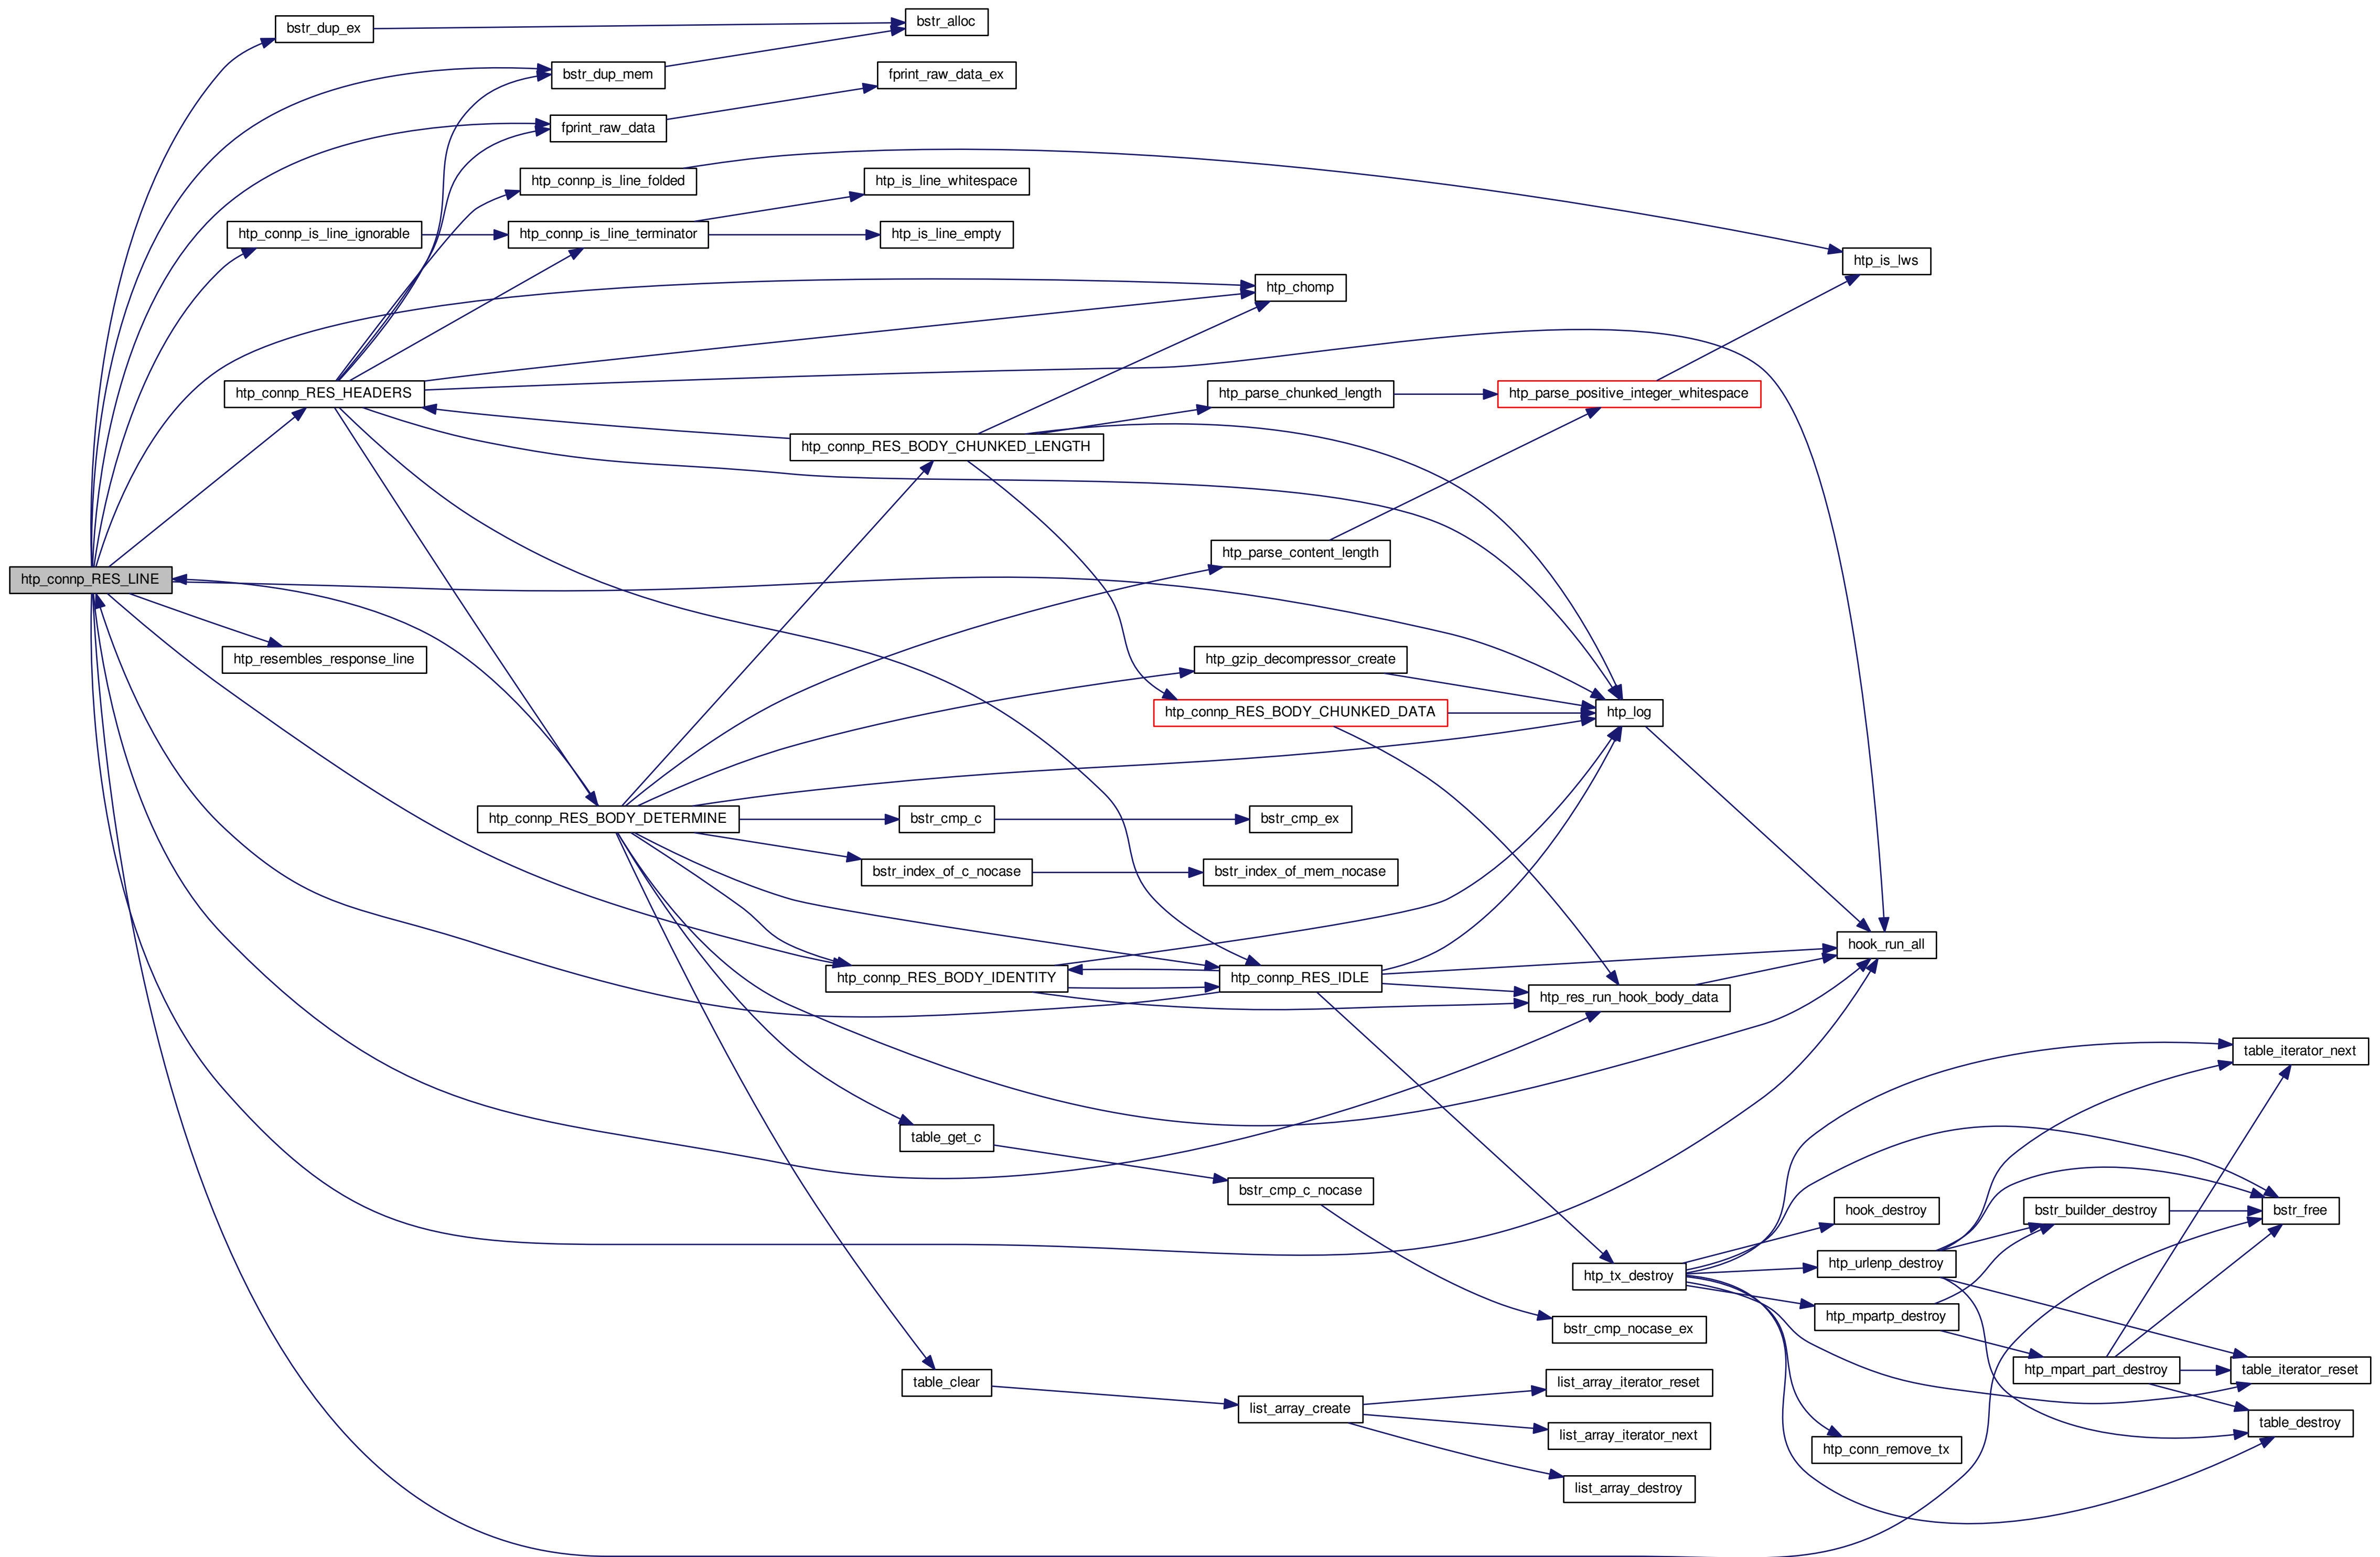 bstr_dup_ex
bstr_alloc
bstr_dup_mem
fprint_raw_data_ex
fprint_raw_data
htp_connp_is_line_folded
htp_is_line_whitespace
htp_connp_is_line_ignorable
htp_connp_is_line_terminator
htp_is_line_empty
htp_is_lws
htp_chomp
htp_connp_RES_HEADERS
htp_parse_chunked_length
htp_parse_positive_integer_whitespace
htp_connp_RES_BODY_CHUNKED_LENGTH
htp_parse_content_length
htp_connp_RES_LINE
htp_resembles_response_line
htp_gzip_decompressor_create
htp_connp_RES_BODY_CHUNKED_DATA
htp_log
htp_connp_RES_BODY_DETERMINE
bstr_cmp_c
bstr_cmp_ex
bstr_index_of_c_nocase
bstr_index_of_mem_nocase
hook_run_all
htp_connp_RES_BODY_IDENTITY
htp_connp_RES_IDLE
htp_res_run_hook_body_data
table_iterator_next
table_get_c
bstr_cmp_c_nocase
hook_destroy
bstr_builder_destroy
bstr_free
htp_urlenp_destroy
htp_tx_destroy
htp_mpartp_destroy
bstr_cmp_nocase_ex
htp_mpart_part_destroy
table_iterator_reset
table_clear
list_array_iterator_reset
list_array_create
table_destroy
list_array_iterator_next
htp_conn_remove_tx
list_array_destroy